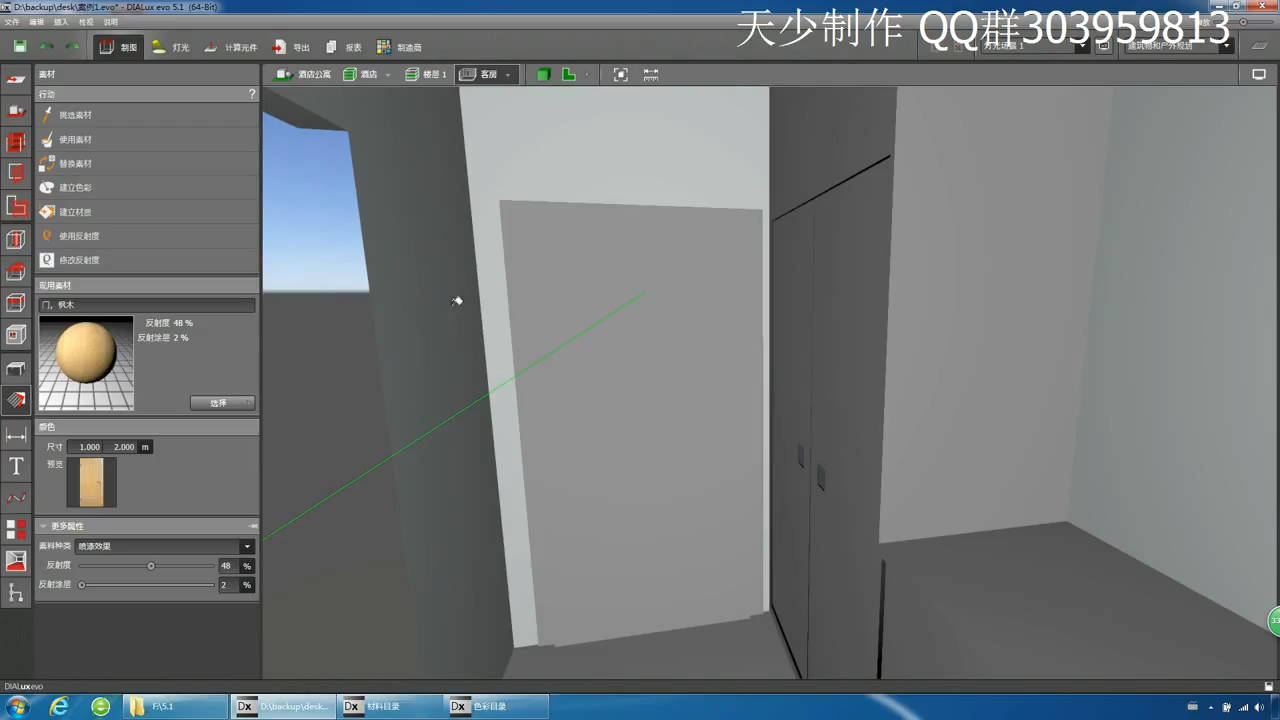 D:\backup\desk\案例1.evo* - DIALux evo 5.1  (64-Bit)
天少制作 QQ群303959813
文件 编辑 插入 检视 说明
制图 灯光 计算元件 导出 报表 制造商
灯光场景 1
建筑物和户外规划
素材
酒店公寓 酒店 楼层 1 客房
行动 ?
挑选素材
使用素材
替换素材
建立色彩
建立材质
使用反射度
修改反射度
现用素材
枫木
反射度 48 %
反射涂层 2 %
选择
颜色
尺寸 1.000 2.000 m
预览
更多属性
素料种类 喷漆效果
反射度 48 %
反射涂层 2 %
33
DIALux evo
F:\5.1
D:\backup\desk...
材料目录
色彩目录